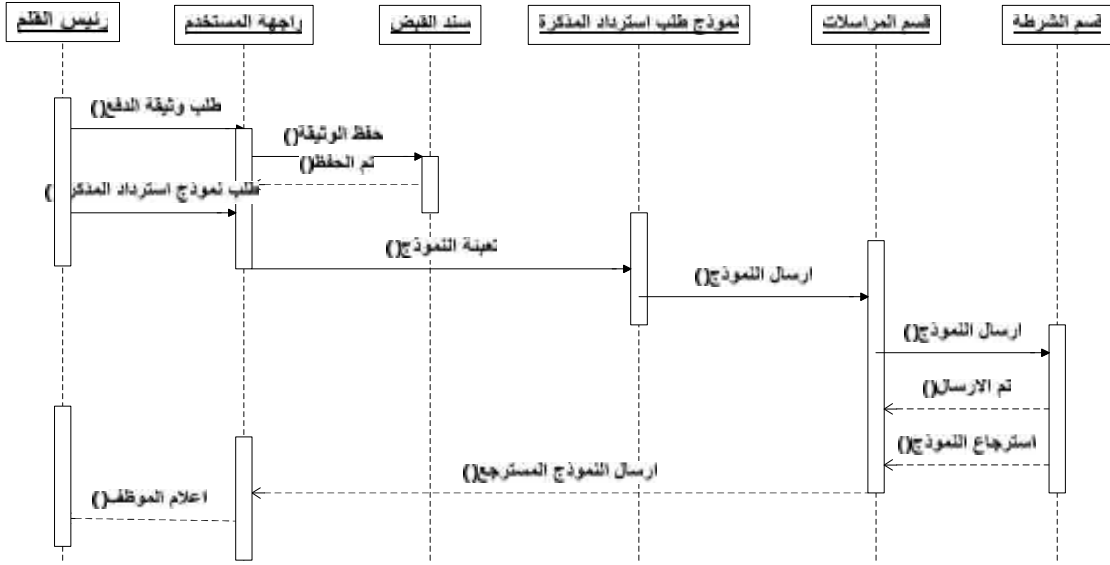 رئيس القلم
راجهة المستخدم
سند القبض
نموذج طلب استرداد المذكرة
قسم المراسلات
قسم الشرطة
طلب وثيقة الدفع()
حفظ الوثيقة()
تم الحفظ()
طلب نموذج استرداد المذكر()
تعبئة النموذج()
ارسال النموذج()
ارسال النموذج()
تم الارسال()
استرجاع النموذج()
ارسال النموذج المسترجع()
اعلام الموظف()